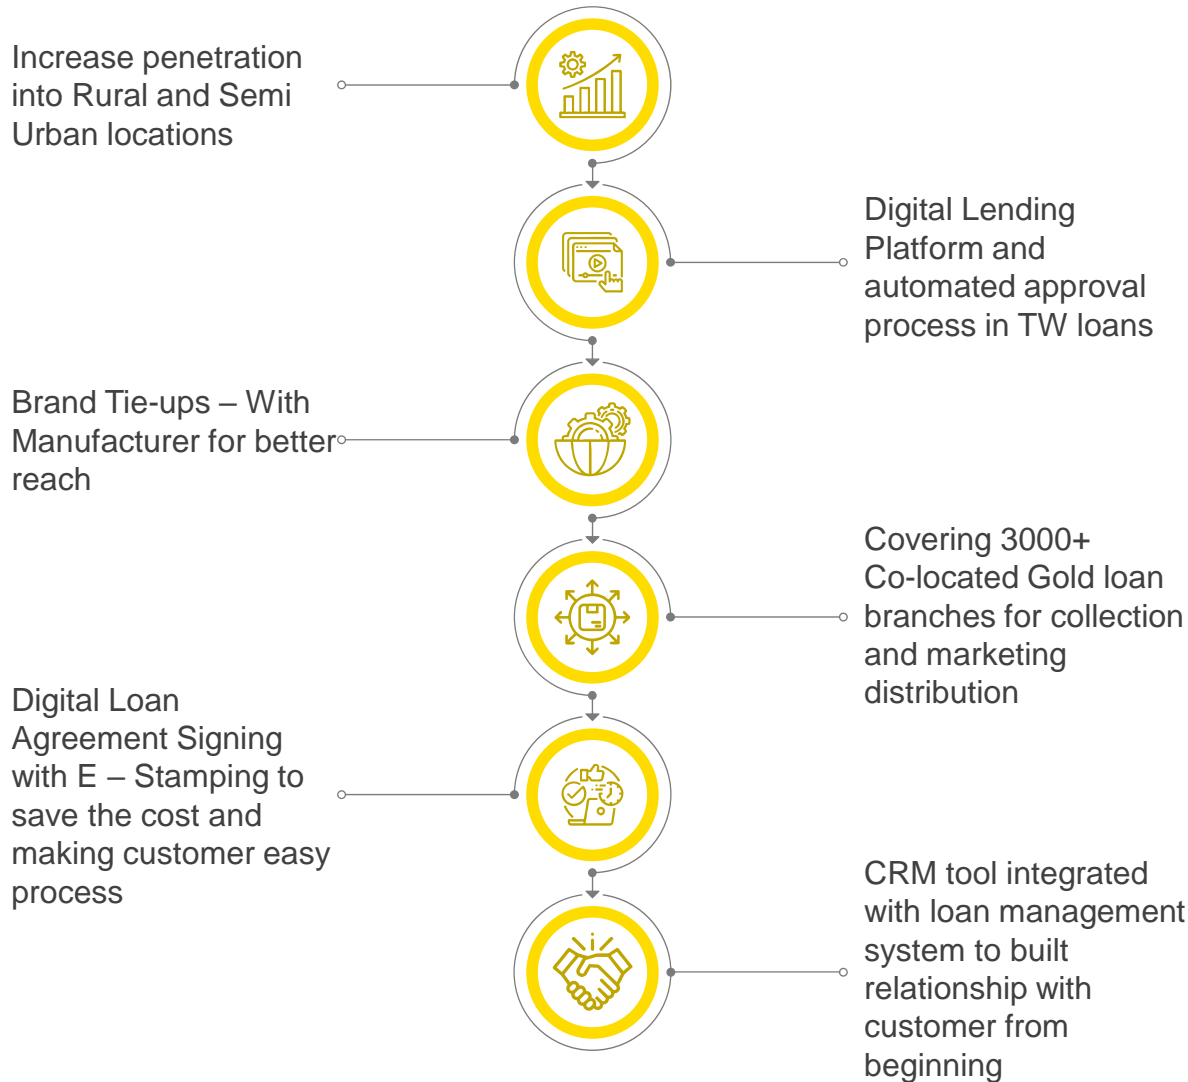 Increase penetration
into Rural and Semi
Urban locations
Digital Lending
Platform and
automated approval
process in TW loans
Brand Tie-ups – With
Manufacturer for better
reach
Covering 3000+
Co-located Gold loan
branches for collection
and marketing
distribution
Digital Loan
Agreement Signing
with E – Stamping to
save the cost and
making customer easy
process
CRM tool integrated
with loan management
system to built
relationship with
customer from
beginning